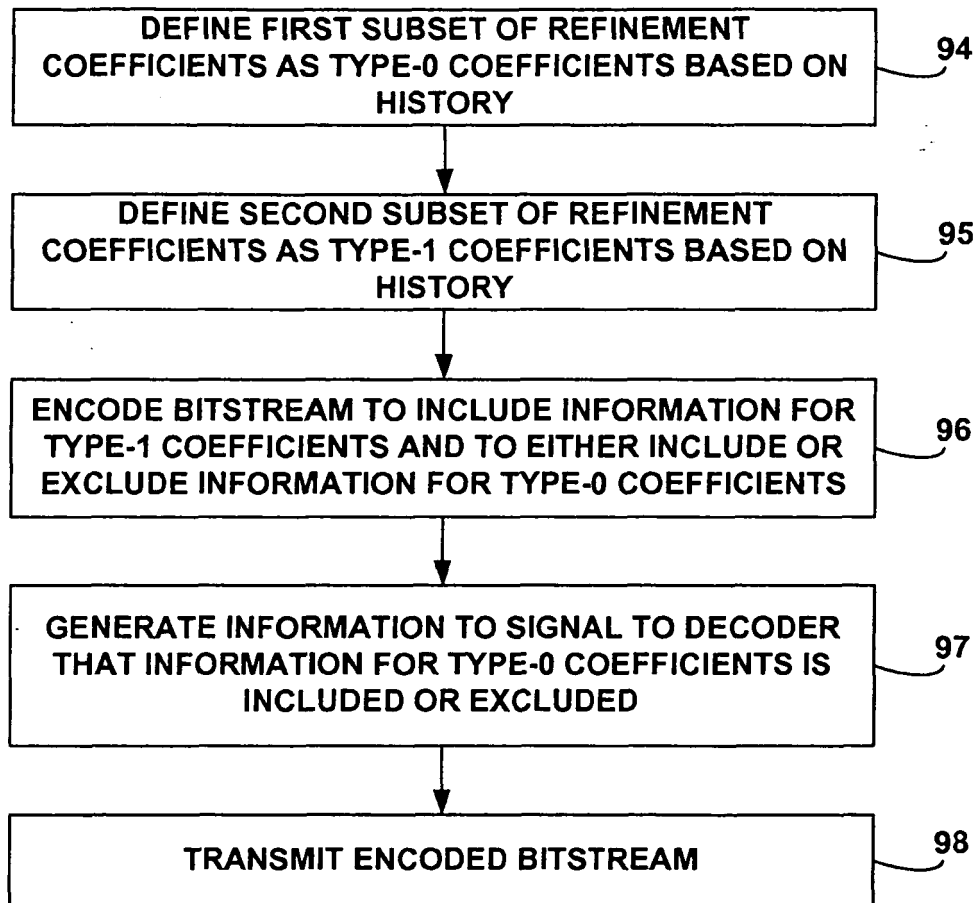 DEFINE FIRST SUBSET OF REFINEMENT
COEFFICIENTS AS TYPE-0 COEFFICIENTS BASED ON
HISTORY
94
DEFINE SECOND SUBSET OF REFINEMENT
COEFFICIENTS AS TYPE-1 COEFFICIENTS BASED ON
HISTORY
95
ENCODE BITSTREAM TO INCLUDE INFORMATION FOR
TYPE-1 COEFFICIENTS AND TO EITHER INCLUDE OR
EXCLUDE INFORMATION FOR TYPE-0 COEFFICIENTS
96
GENERATE INFORMATION TO SIGNAL TO DECODER
THAT INFORMATION FOR TYPE-0 COEFFICIENTS IS
INCLUDED OR EXCLUDED
97
TRANSMIT ENCODED BITSTREAM
98